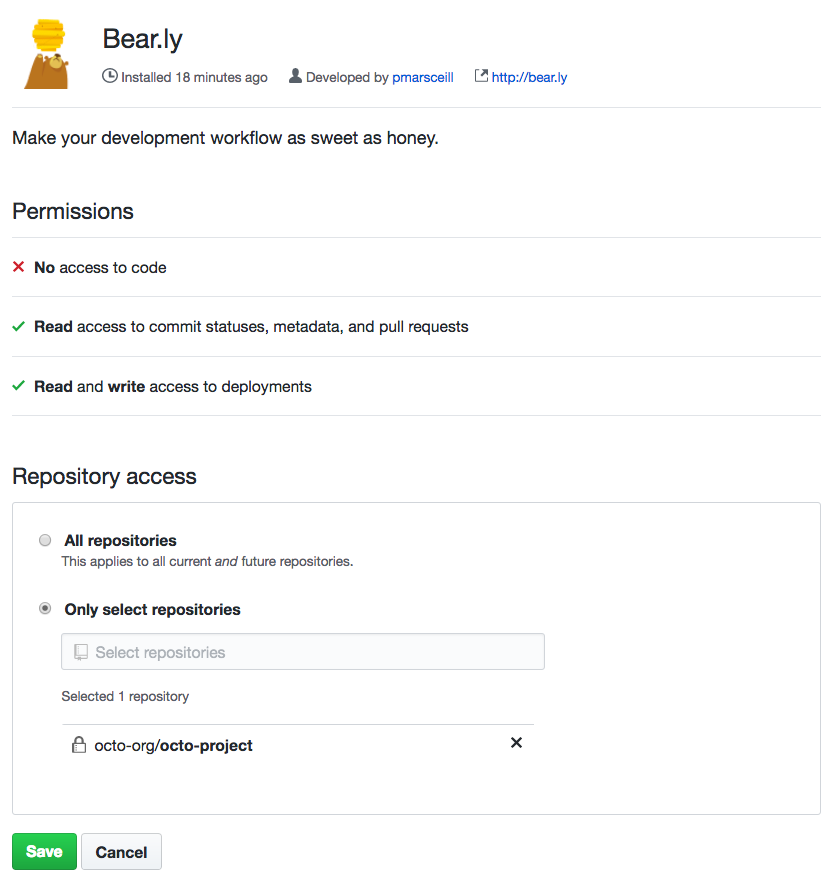 Bear.ly
Installed 18 minutes ago Developed by pmarsceill http://bear.ly
Make your development workflow as sweet as honey.
Permissions
No access to code
Read access to commit statuses, metadata, and pull requests
Read and write access to deployments
Repository access
All repositories
This applies to all current and future repositories.
Only select repositories
Select repositories
Selected 1 repository
octo-org/octo-project
Save Cancel